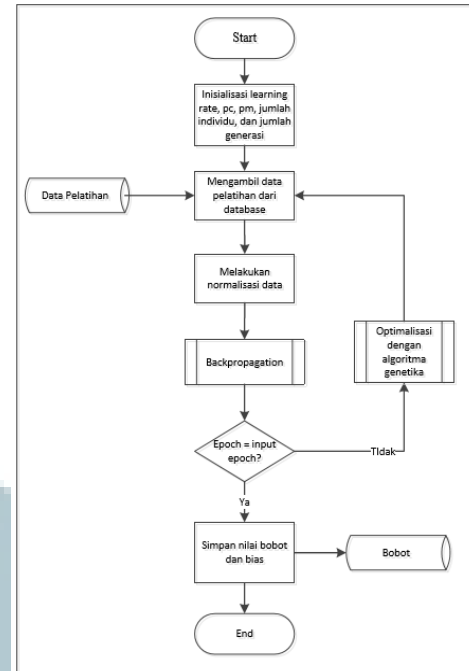 Start
Inisialisasi learning
rate, pc, pm, jumlah
individu, dan jumlah
generasi
Data Pelatihan
Mengambil data
pelatihan dari
database
Melakukan
normalisasi data
Optimalisasi
dengan
algoritma
genetika
Backpropagation
Epoch = input
epoch?
TIdak
Ya
Simpan nilai bobot
dan bias
Bobot
End